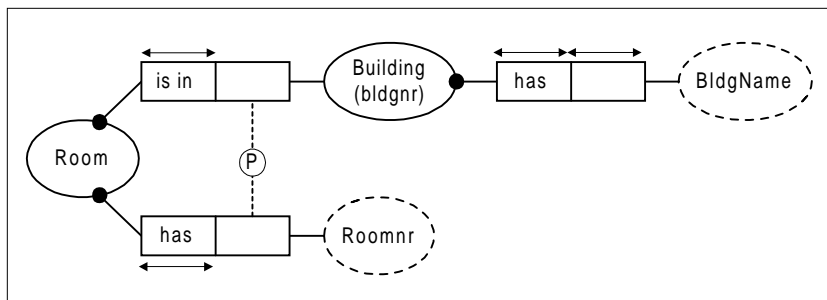 is in
Building
(bldgnr)
has
BldgName
Room
P
has
Roomnr